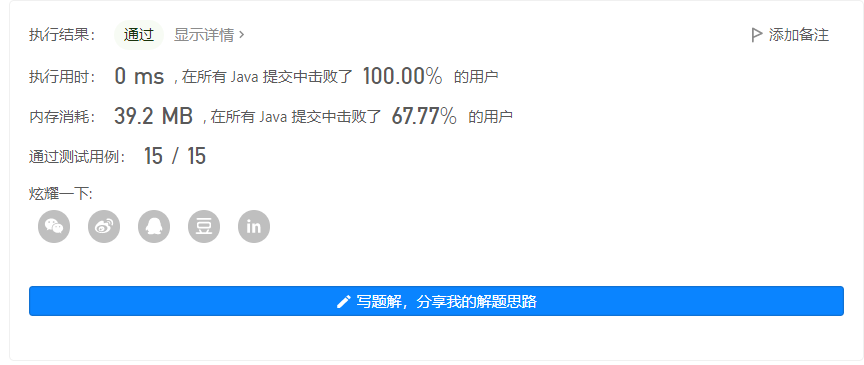 执行结果： 通过 显示详情 › 添加备注
执行用时： 0 ms , 在所有 Java 提交中击败了 100.00% 的用户
内存消耗： 39.2 MB , 在所有 Java 提交中击败了 67.77% 的用户
通过测试用例： 15 / 15
炫耀一下:
豆 in
写题解，分享我的解题思路